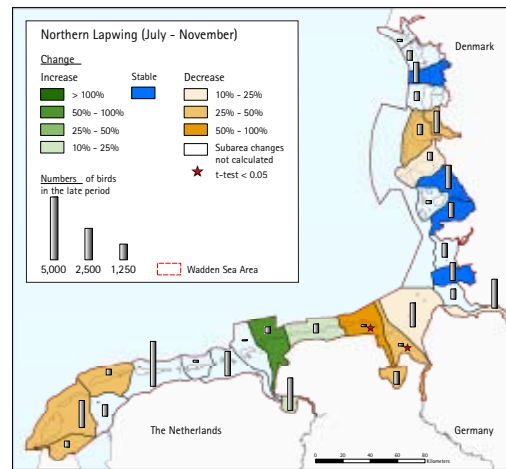 Northern Lapwing (July - November)
Denmark
Change
Increase
Stable
Decrease
> 100%
50% - 100%
25% - 50%
10% - 25%
10% - 25%
25% - 50%
50% - 100%
Subarea changes
not calculated
t-test < 0.05
Numbers of birds
in the late period
5,000
2,500
1,250
Wadden Sea Area
The Netherlands
Germany
0 10 20 40 60 80
Kilometers